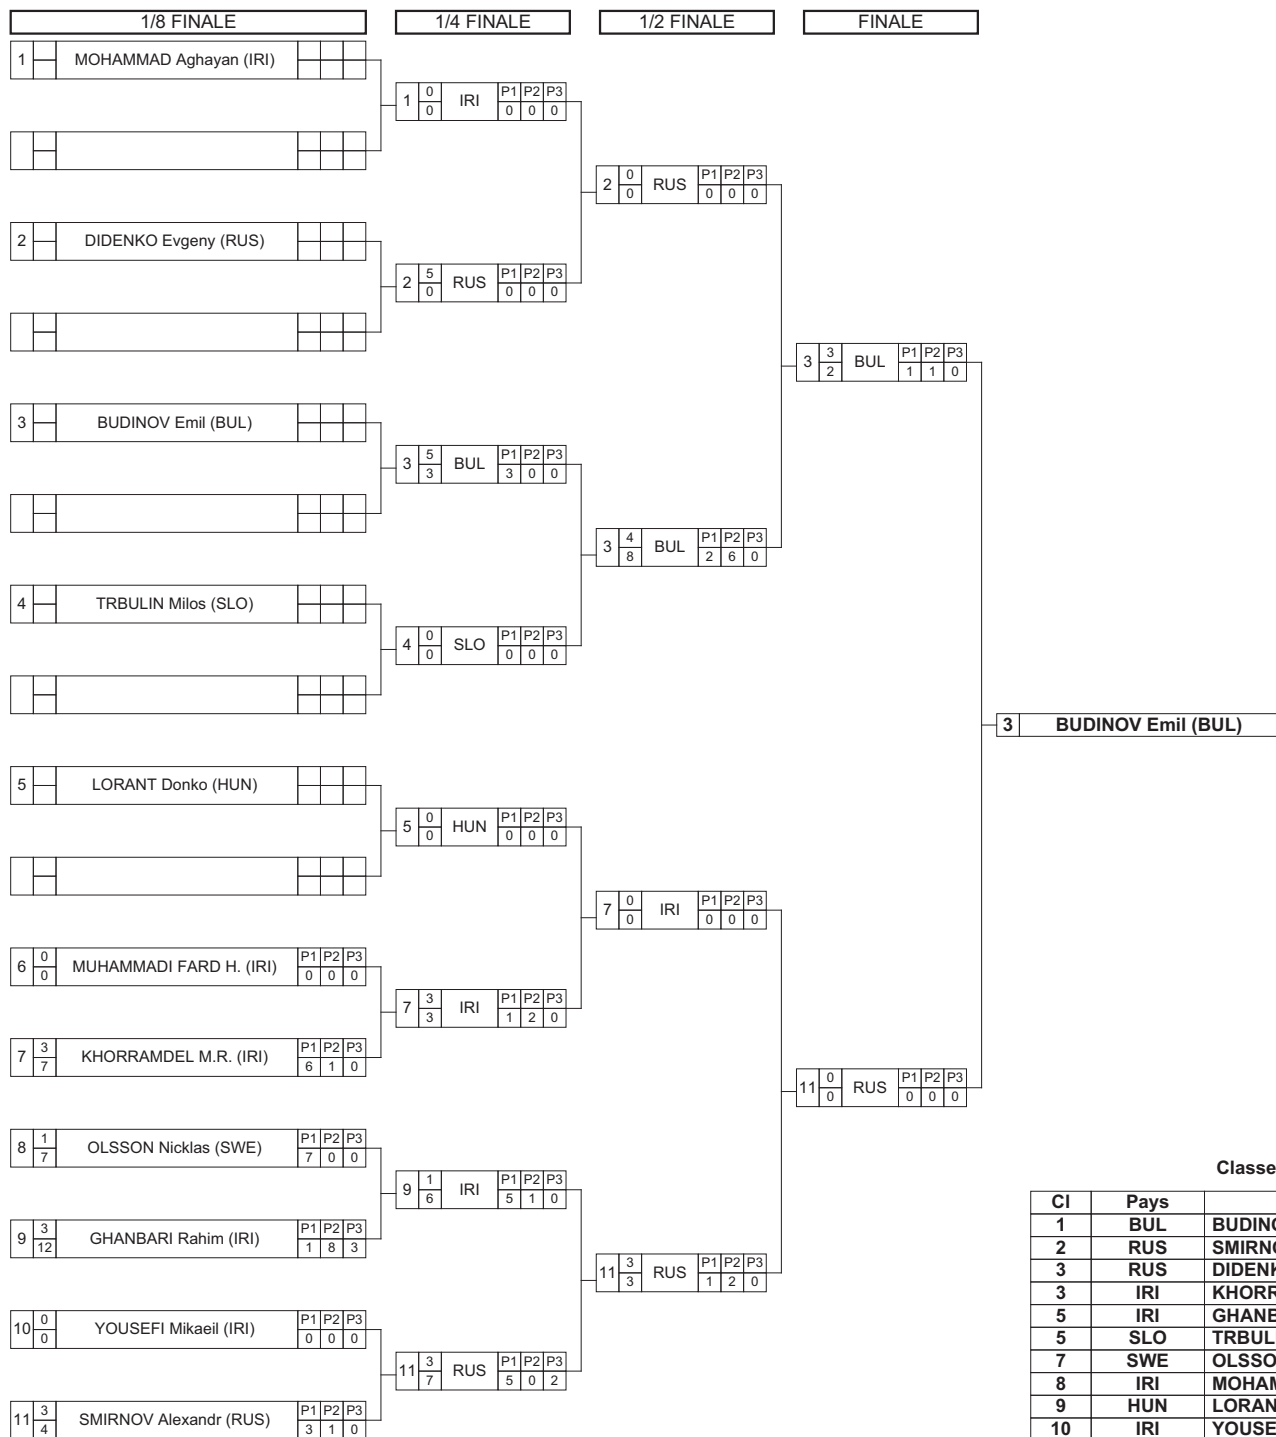 1/8 FINALE 1/4 FINALE 1/2 FINALE FINALE
1 MOHAMMAD Aghayan (IRI)
1 0 0 IRI P1 P2 P3 0 0 0
2 0 0 RUS P1 P2 P3 0 0 0
2 DIDENKO Evgeny (RUS)
2 5 0 RUS P1 P2 P3 0 0 0
3 3 2 BUL P1 P2 P3 1 1 0
3 BUDINOV Emil (BUL)
3 5 3 BUL P1 P2 P3 3 0 0
3 4 8 BUL P1 P2 P3 2 6 0
4 TRBULIN Milos (SLO)
4 0 0 SLO P1 P2 P3 0 0 0
3 BUDINOV Emil (BUL)
5 LORANT Donko (HUN)
5 0 0 HUN P1 P2 P3 0 0 0
7 0 0 IRI P1 P2 P3 0 0 0
6 0 0 MUHAMMADI FARD H. (IRI) P1 P2 P3 0 0 0
7 3 3 IRI P1 P2 P3 1 2 0
7 3 7 KHORRAMDEL M.R. (IRI) P1 P2 P3 6 1 0
11 0 0 RUS P1 P2 P3 0 0 0
8 1 7 OLSSON Nicklas (SWE) P1 P2 P3 7 0 0
9 1 6 IRI P1 P2 P3 5 1 0
9 3 12 GHANBARI Rahim (IRI) P1 P2 P3 1 8 3
11 3 3 RUS P1 P2 P3 1 2 0
10 0 0 YOUSEFI Mikaeil (IRI) P1 P2 P3 0 0 0
11 3 7 RUS P1 P2 P3 5 0 2
11 3 4 SMIRNOV Alexandr (RUS) P1 P2 P3 3 1 0
Classe
Cl Pays
1 BUL BUDINO
2 RUS SMIRNO
3 RUS DIDENK
3 IRI KHORR
5 IRI GHANB
5 SLO TRBUL
7 SWE OLSSO
8 IRI MOHAM
9 HUN LORAN
10 IRI YOUSE